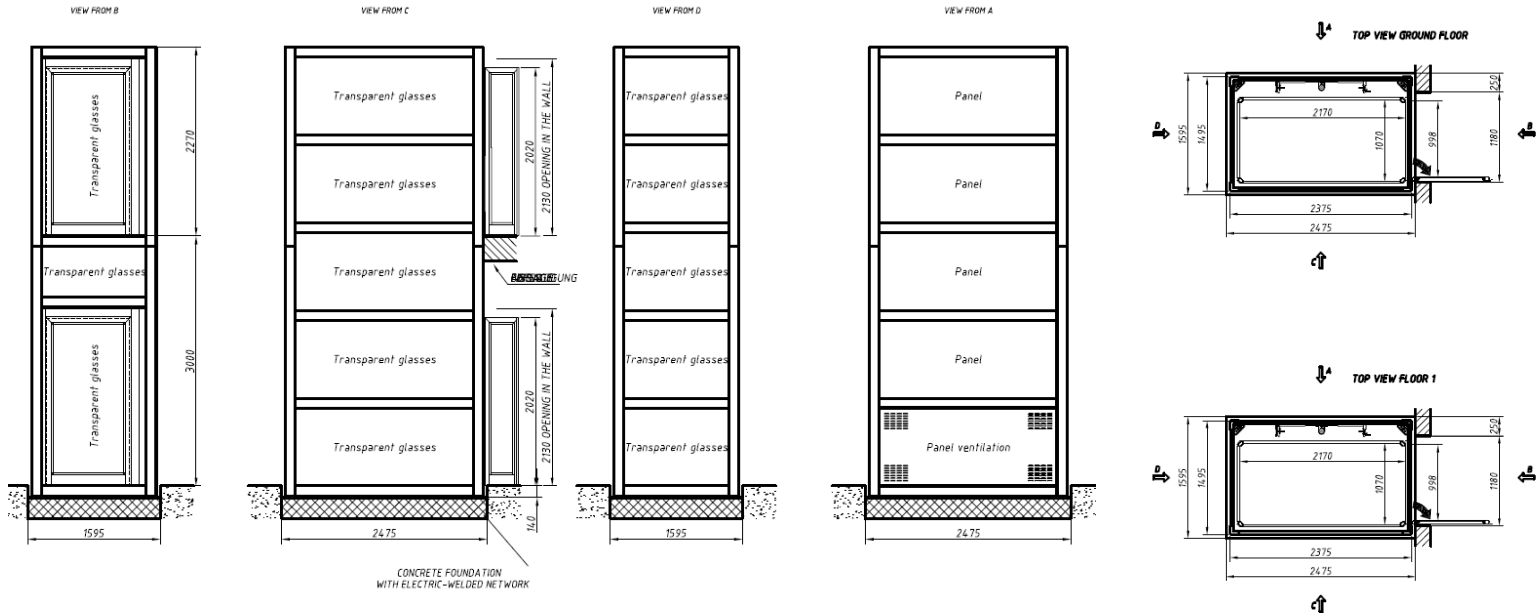 VIEW FROM B
VIEW FROM C
VIEW FROM D
VIEW FROM A
A
TOP VIEW GROUND FLOOR
Transparent glasses
2270
Transparent glasses
3000
Transparent glasses
1595
Transparent glasses
Transparent glasses
Transparent glasses
Transparent glasses
Transparent glasses
2020
2130 OPENING IN THE WALL
2020
2130 OPENING IN THE WALL
140
2475
CONCRETE FOUNDATION
WITH ELECTRIC-WELDED NETWORK
Transparent glasses
Transparent glasses
Transparent glasses
Transparent glasses
Transparent glasses
1595
Panel
Panel
Panel
Panel
Panel ventilation
2475
D
1595
1495
2170
1070
998
250
1180
B
2375
2475
C
A
TOP VIEW FLOOR 1
D
1595
1495
2170
1070
998
250
1180
B
2375
2475
C